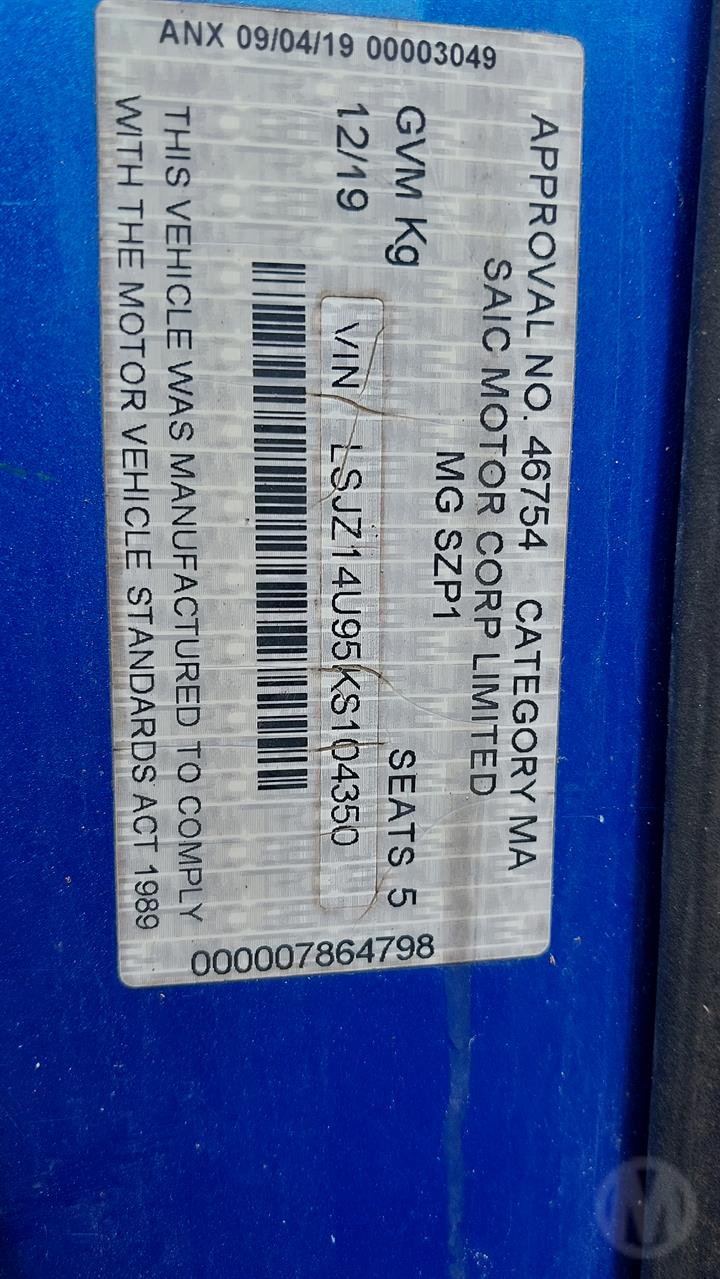 ANX 09/04/19 00003049
APPROVAL NO. 46754 CATEGORY MA
SAIC MOTOR CORP LIMITED
MG SZP1
GVM Kg SEATS 5
12/19
VIN LSJZ14U95KS104350
THIS VEHICLE WAS MANUFACTURED TO COMPLY
WITH THE MOTOR VEHICLE STANDARDS ACT 1989
000007864798
M